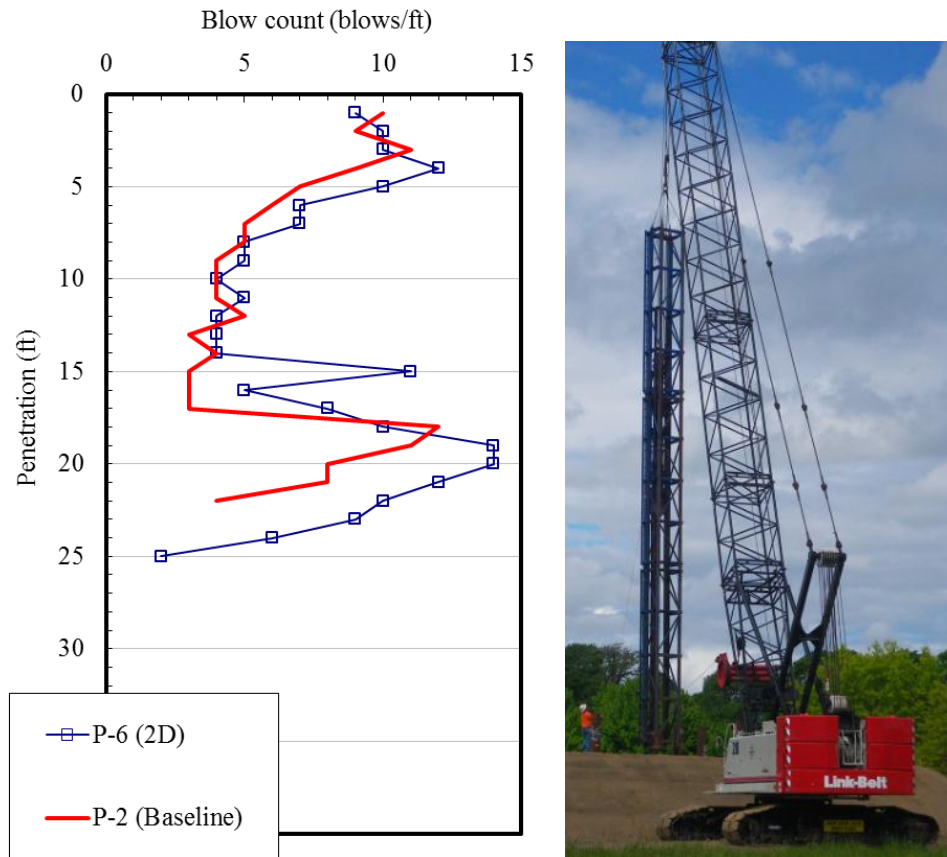 Blow count (blows/ft)
0 5 10 15
0
5
10
15
20
25
30
Penetration (ft)
P-6 (2D)
P-2 (Baseline)
Link-Belt